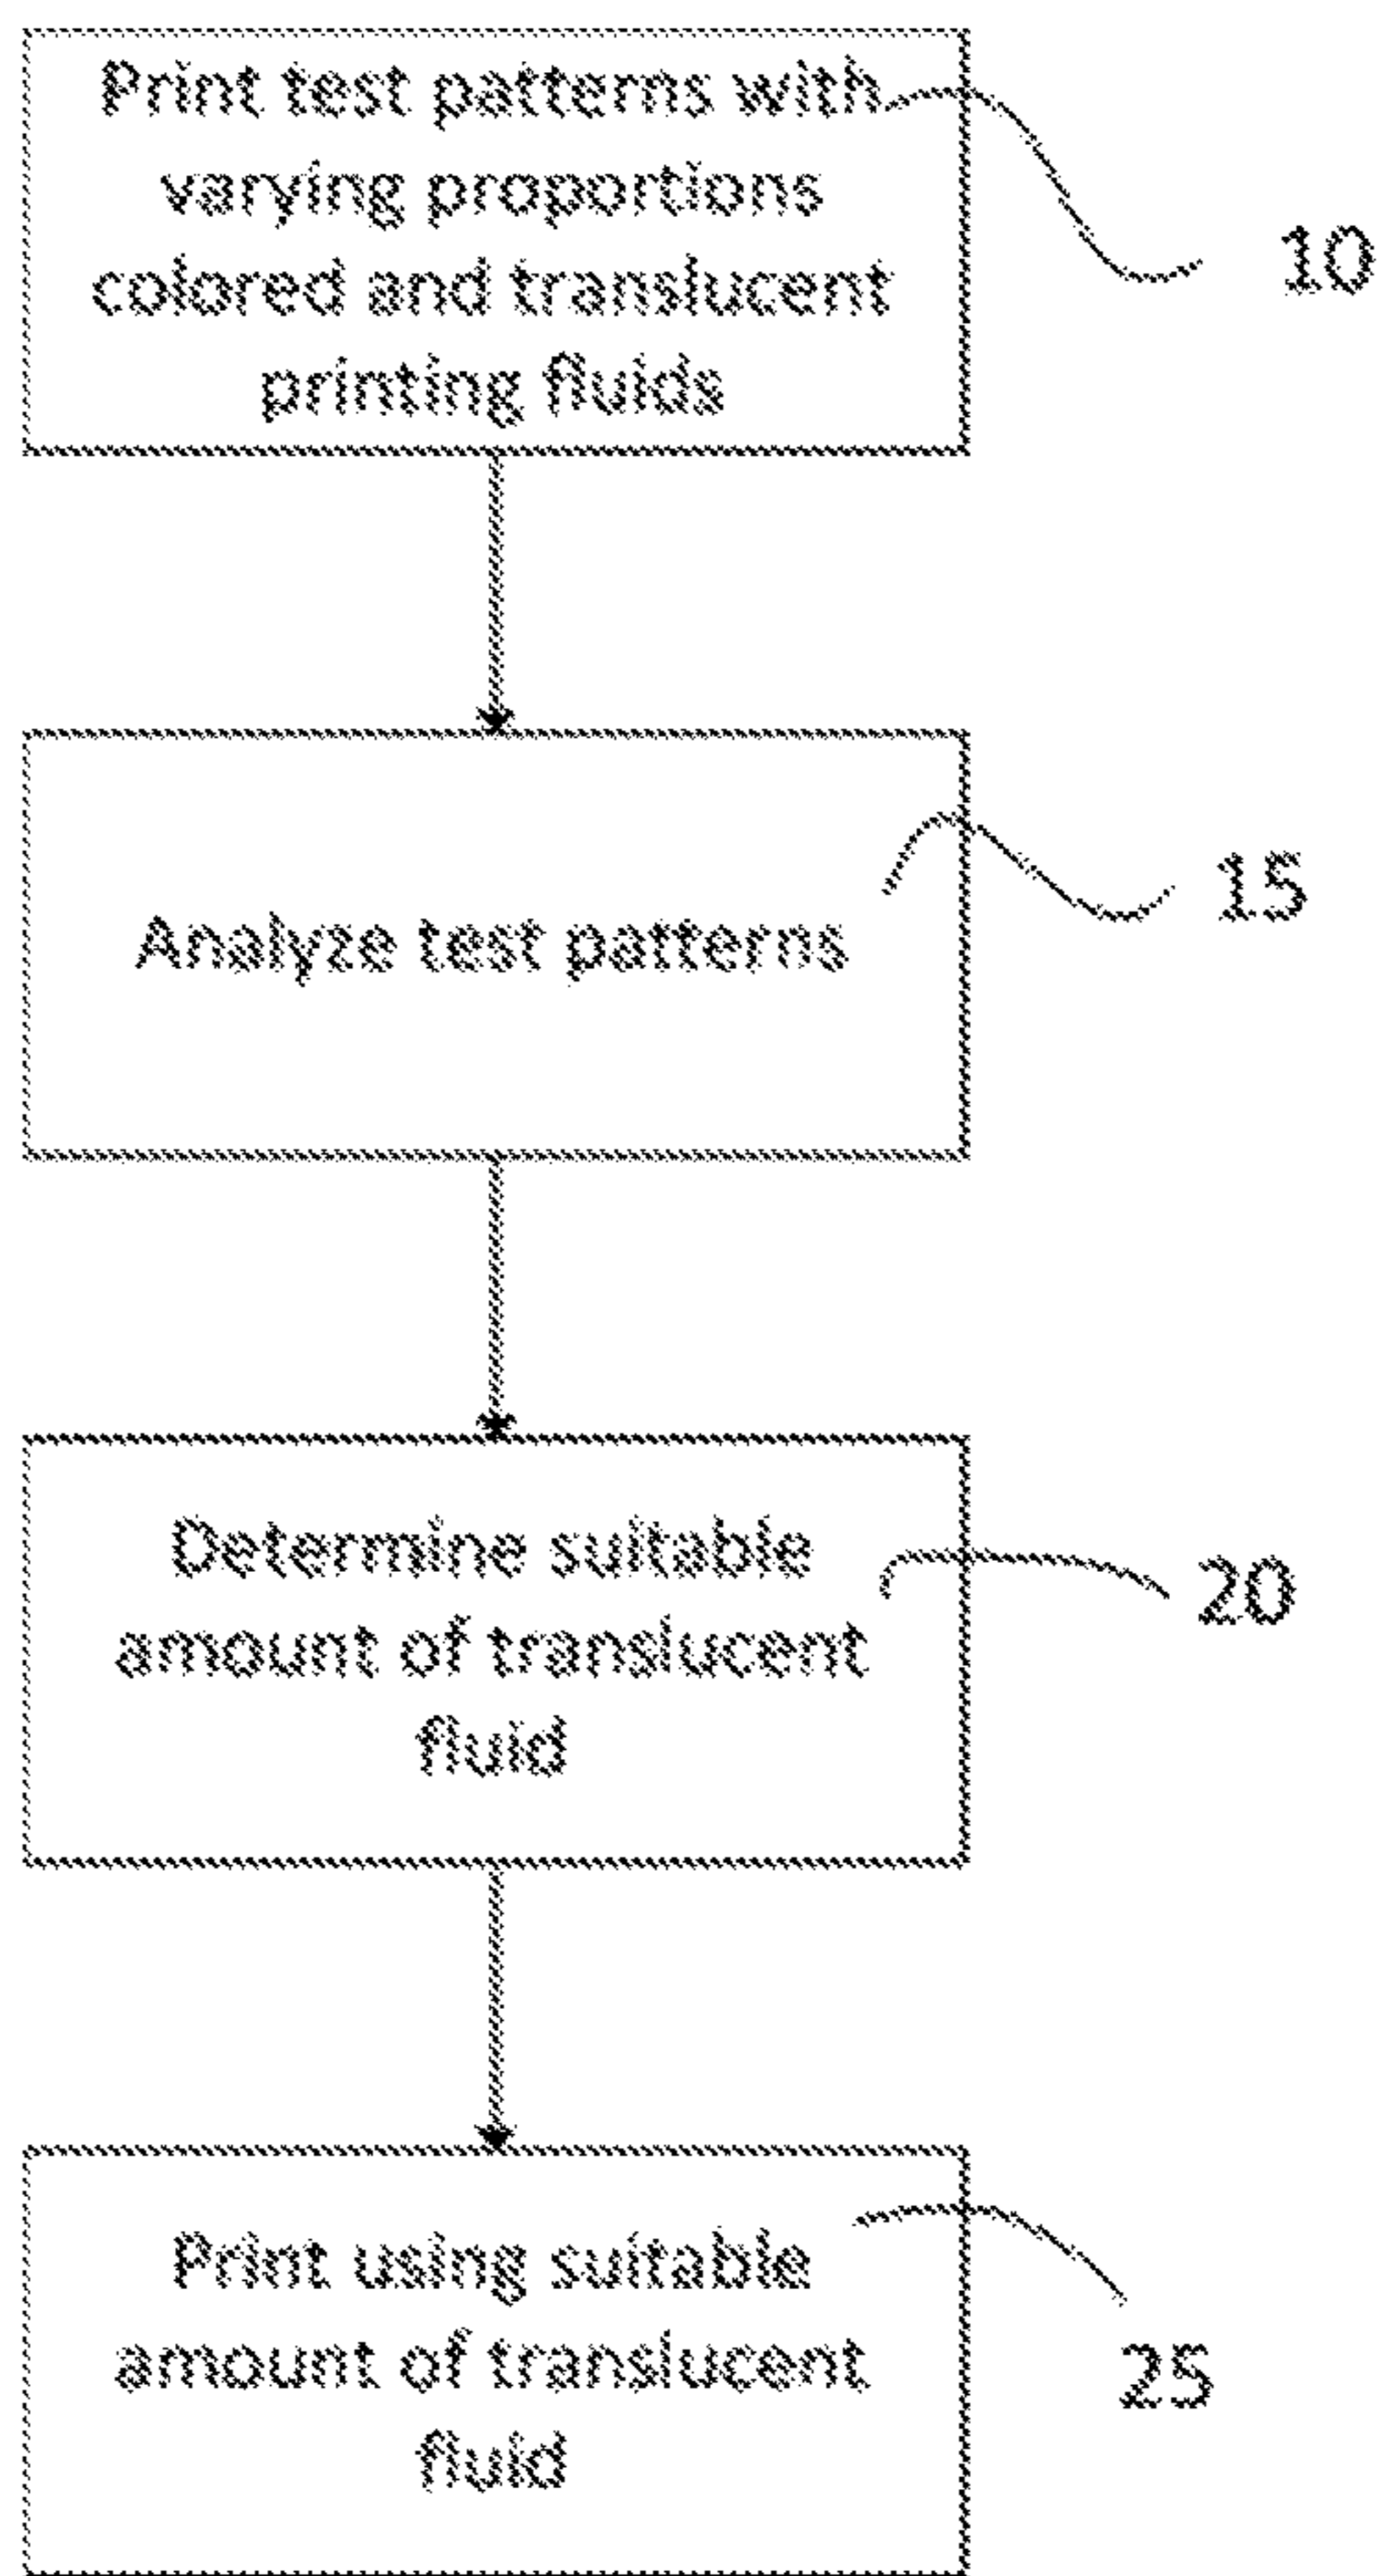 Print test patterns with
varying proportions
colored and translucent
printing fluids
10
Analyze test patterns
15
Determine suitable
amount of translucent
fluid
20
Print using suitable
amount of translucent
fluid
25